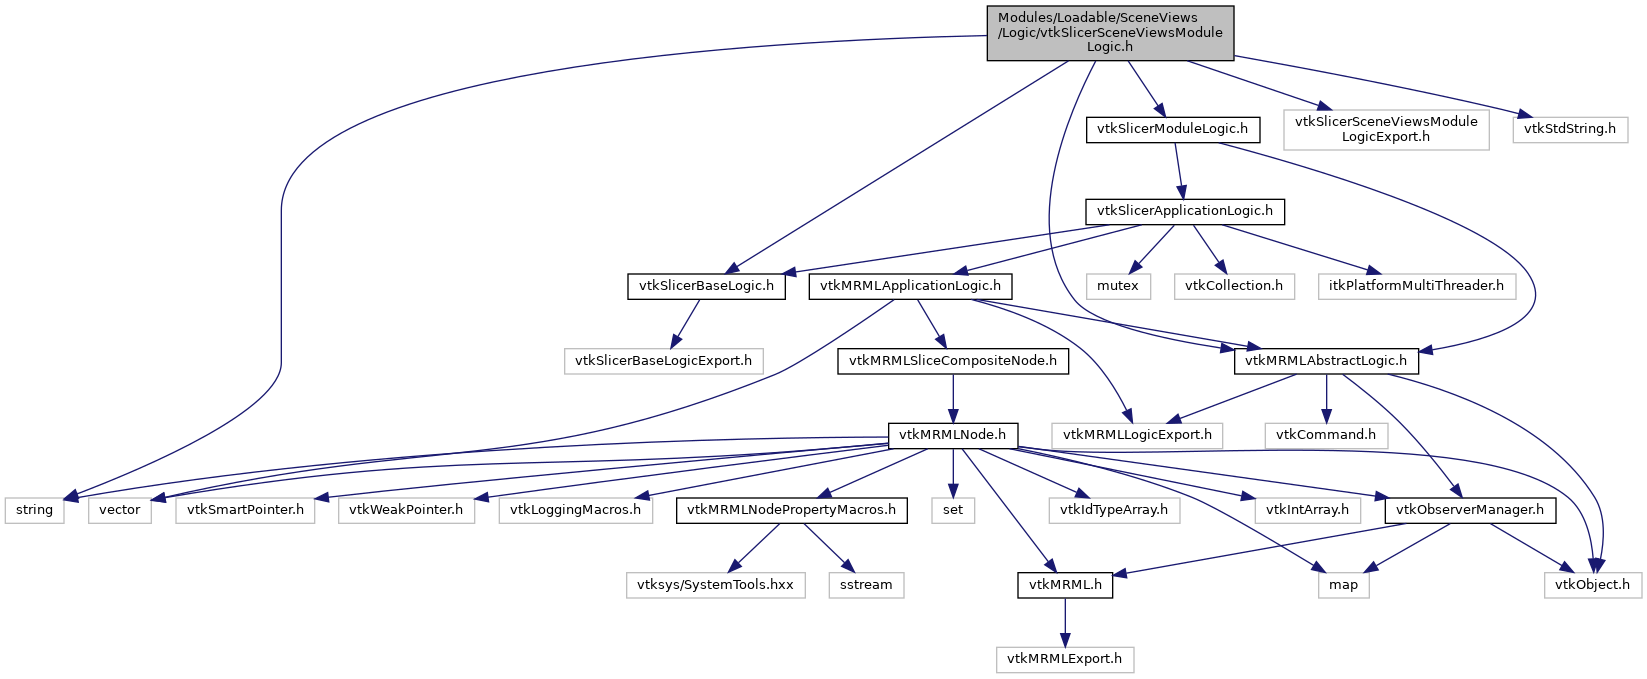 Modules/Loadable/SceneViews
/Logic/vtkSlicerSceneViewsModule
Logic.h
vtkSlicerModuleLogic.h
vtkSlicerSceneViewsModule
LogicExport.h
vtkStdString.h
vtkSlicerApplicationLogic.h
vtkSlicerBaseLogic.h
vtkMRMLApplicationLogic.h
mutex
vtkCollection.h
itkPlatformMultiThreader.h
vtkSlicerBaseLogicExport.h
vtkMRMLSliceCompositeNode.h
vtkMRMLAbstractLogic.h
vtkMRMLNode.h
vtkMRMLLogicExport.h
vtkCommand.h
string
vector
vtkSmartPointer.h
vtkWeakPointer.h
vtkLoggingMacros.h
vtkMRMLNodePropertyMacros.h
set
vtkIdTypeArray.h
vtkIntArray.h
vtkObserverManager.h
vtksys/SystemTools.hxx
sstream
vtkMRML.h
map
vtkObject.h
vtkMRMLExport.h